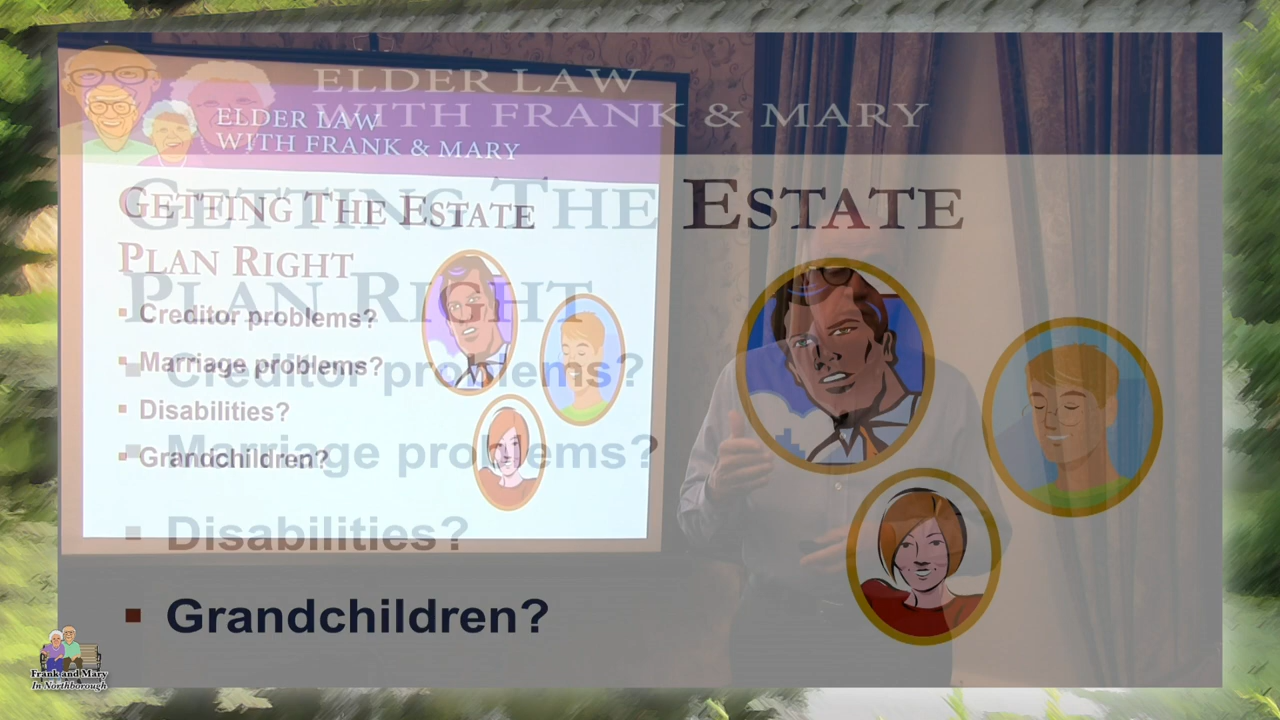 ELDER LAW
WITH FRANK & MARY
GETTING THE ESTATE
PLAN RIGHT
▪ Creditor problems?
▪ Marriage problems?
▪ Disabilities?
▪ Grandchildren?
ELDER LAW
WITH FRANK & MARY
GETTING THE ESTATE
PLAN RIGHT
▪ Creditor problems?
▪ Marriage problems?
▪ Disabilities?
▪ Grandchildren?
Frank and Mary
In Northborough